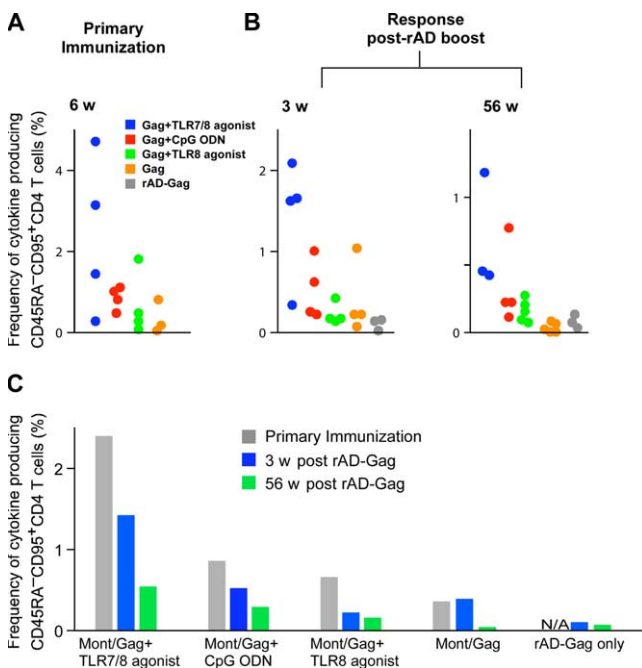 A
Primary
Immunization
B
Response
post-rAD boost
6 w
3 w
56 w
Gag+TLR7/8 agonist
Gag+CpG ODN
Gag+TLR8 agonist
Gag
rAD-Gag
Frequency of cytokine producing
CD45RA⁻CD95⁺CD4 T cells (%)
4
2
0
2
1
0
1
0
C
Frequency of cytokine producing
CD45RA⁻CD95⁺CD4 T cells (%)
2
1
0
Primary Immunization
3 w post rAD-Gag
56 w post rAD-Gag
N/A
Mont/Gag+
TLR7/8 agonist
Mont/Gag+
CpG ODN
Mont/Gag+
TLR8 agonist
Mont/Gag
rAD-Gag only